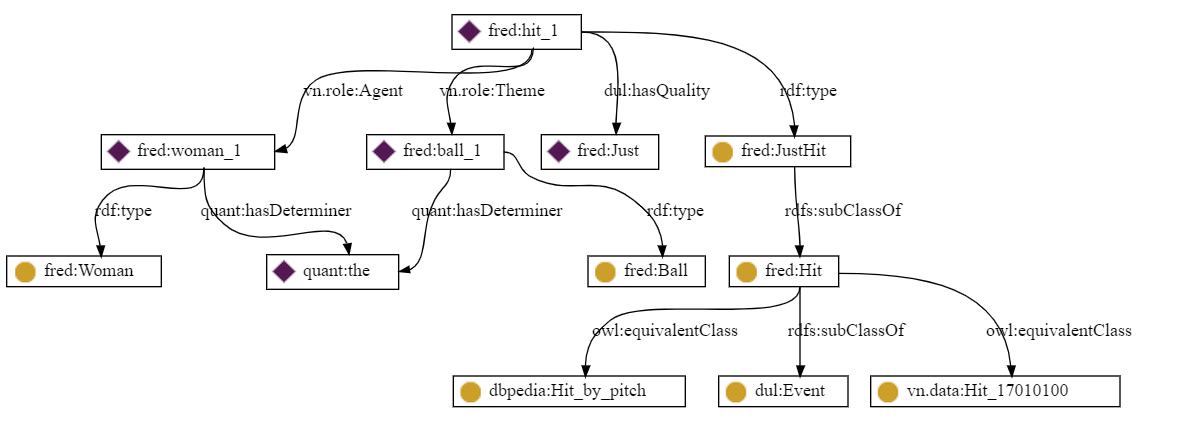 fred:hit_1
vn.role:Agent
vn.role:Theme
dul:hasQuality
rdf:type
fred:woman_1
fred:ball_1
fred:Just
fred:JustHit
rdf:type
quant:hasDeterminer
quant:hasDeterminer
rdf:type
rdfs:subClassOf
fred:Woman
quant:the
fred:Ball
fred:Hit
owl:equivalentClass
rdfs:subClassOf
owl:equivalentClass
dbpedia:Hit_by_pitch
dul:Event
vn.data:Hit_17010100